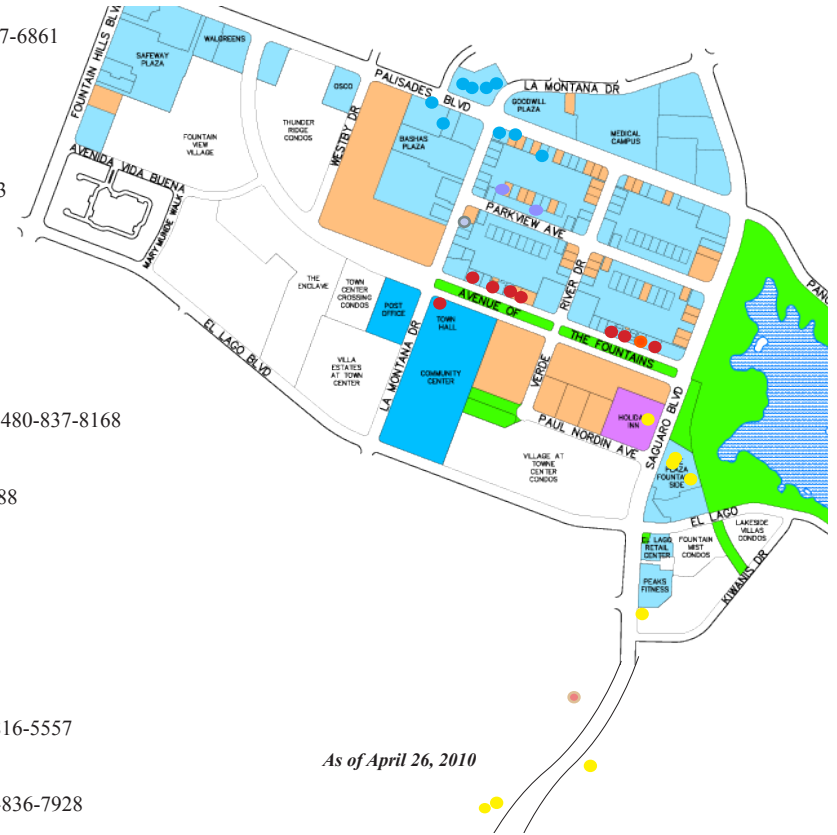 7-6861
3
480-837-8168
88
16-5557
-836-7928
FOUNTAIN HILLS BLV
SAFEWAY
PLAZA
WALGREENS
OSCO
PALISADES BLVD
LA MONTANA DR
GOODWILL
PLAZA
MEDICAL
CAMPUS
THUNDER
RIDGE
CONDOS
WESTBY DR
BASHAS
PLAZA
FOUNTAIN
VIEW
VILLAGE
AVENIDA VIDA BUENA
MARY MUNDE WALK
PARKVIEW AVE
THE
ENCLAVE
TOWN
CENTER
CROSSING
CONDOS
POST
OFFICE
TOWN
HALL
AVENUE OF
THE FOUNTAINS
VERDE
RIVER DR
EL LAGO BLVD
VILLA
ESTATES
AT TOWN
CENTER
LA MONTANA DR
COMMUNITY
CENTER
INN
PAUL NORDIN AVE
SAGUARO BLVD
VILLAGE AT
TOWNE
CENTER
CONDOS
PLAZA
SIDE
EL LAGO
EL LAGO
RETAIL
CENTER
FOUNTAIN
MIST
CONDOS
LAKESIDE
VILLAS
CONDOS
KIWANIS DR
PEAKS
FITNESS
As of April 26, 2010